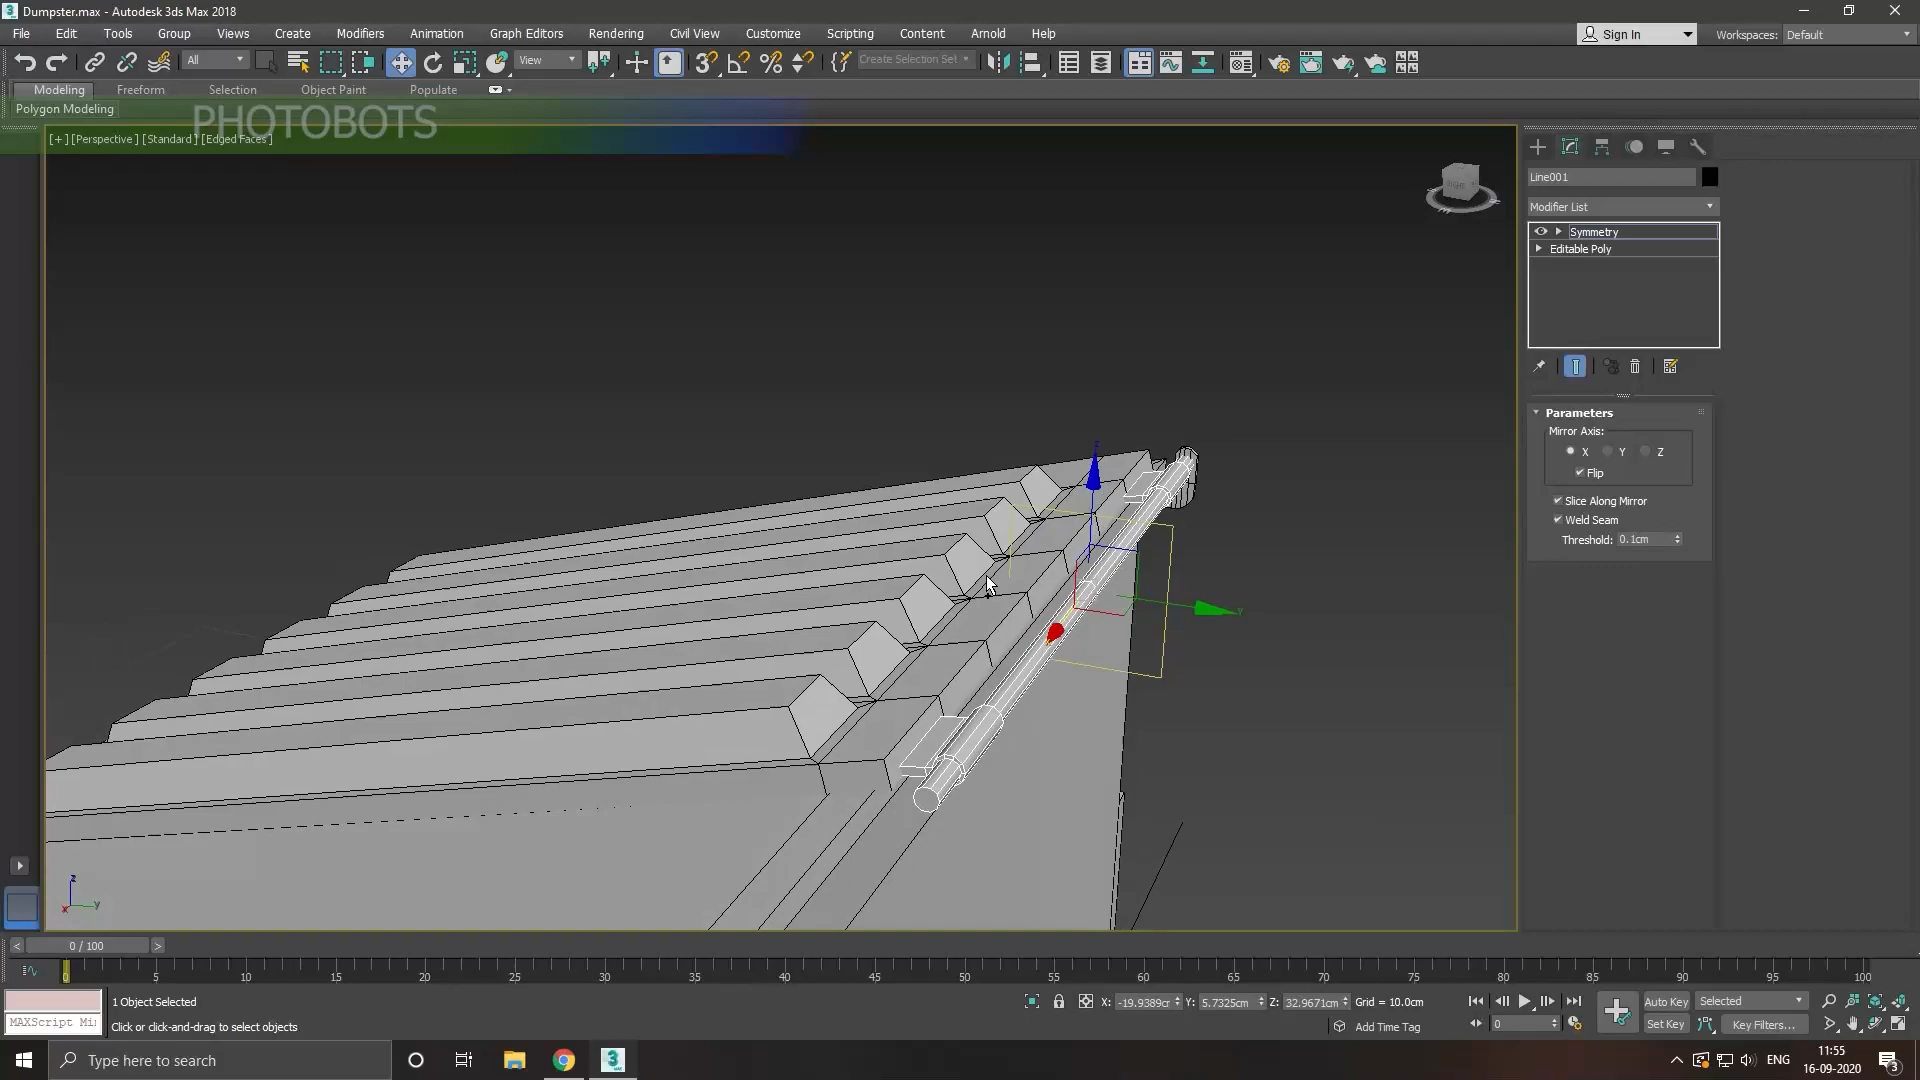 Dumpster.max - Autodesk 3ds Max 2018
File Edit Tools Group Views Create Modifiers Animation Graph Editors Rendering Civil View Customize Scripting Content Arnold Help
Sign In Workspaces: Default
All View Create Selection Set
Modeling Freeform Selection Object Paint Populate
Polygon Modeling
PHOTOBOTS
[+] [Perspective] [Standard] [Edged Faces]
Line001
Modifier List
Symmetry
Editable Poly
Parameters
Mirror Axis:
X Y Z
Flip
Slice Along Mirror
Weld Seam
Threshold: 0.1cm
z
y
z
x y
< 0 / 100 >
0 5 10 15 20 25 30 35 40 45 50 55 60 65 70 75 80 85 90 95 100
1 Object Selected
X: -19.9389cm Y: 5.7325cm Z: 32.9671cm Grid = 10.0cm
Auto Key Selected
MAXScript Mi
Click or click-and-drag to select objects
Add Time Tag
0
Set Key Key Filters...
Type here to search
ENG
11:55
16-09-2020
3